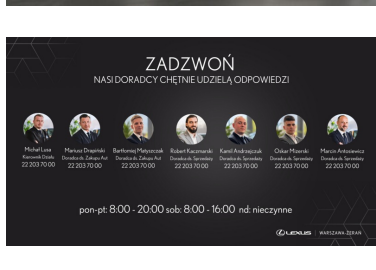 ZADZWOŃ
NASI DORADCY CHĘTNIE UDZIELĄ ODPOWIEDZI
Michał Lusa
Kierownik Działu
22 203 70 00
Mariusz Drapiński
Doradca ds. Zakupu Aut
22 203 70 00
Bartłomiej Matyszczak
Doradca ds. Zakupu Aut
22 203 70 00
Robert Kaczmarski
Doradca ds. Sprzedaży
22 203 70 00
Kamil Andrzejczuk
Doradca ds. Sprzedaży
22 203 70 00
Oskar Mizerski
Doradca ds. Sprzedaży
22 203 70 00
Marcin Antosiewicz
Doradca ds. Sprzedaży
22 203 70 00
pon-pt: 8:00 - 20:00 sob: 8:00 - 16:00 nd: nieczynne
LEXUS | WARSZAWA-ŻERAŃ